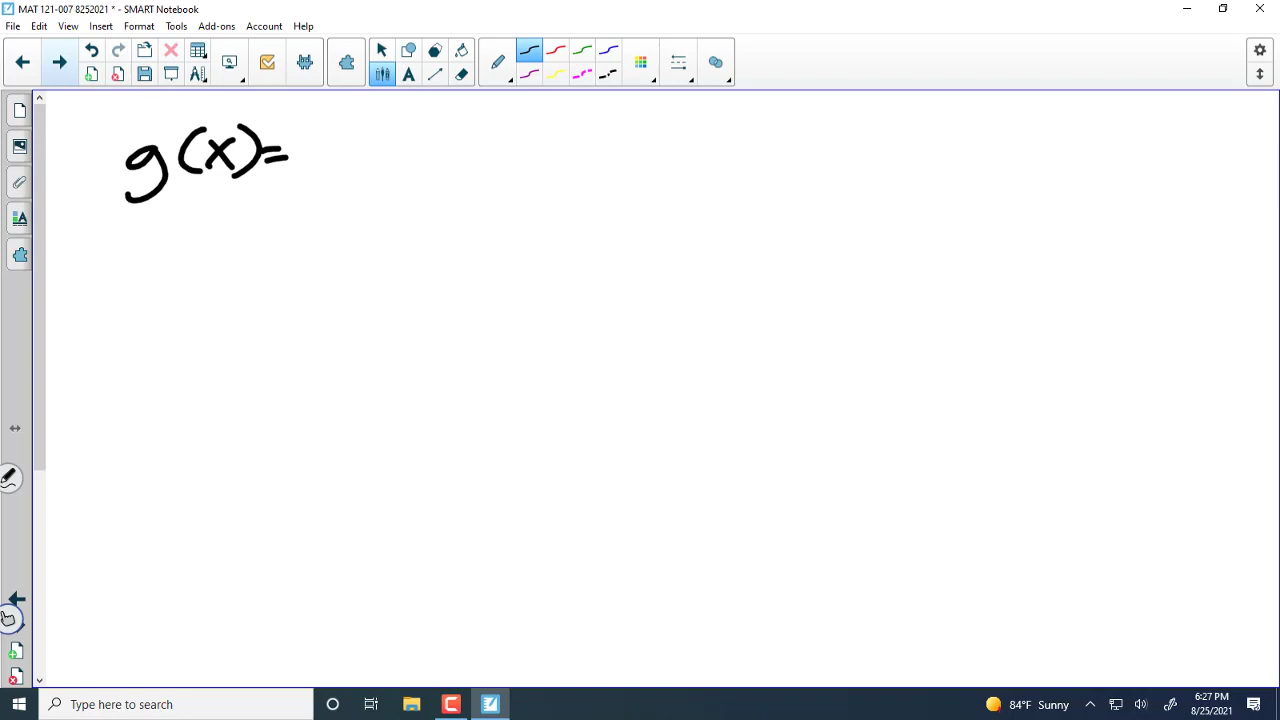 MAT 121-007 8252021 * - SMART Notebook
File Edit View Insert Format Tools Add-ons Account Help
g(x)=
Type here to search
84°F Sunny
6:27 PM
8/25/2021